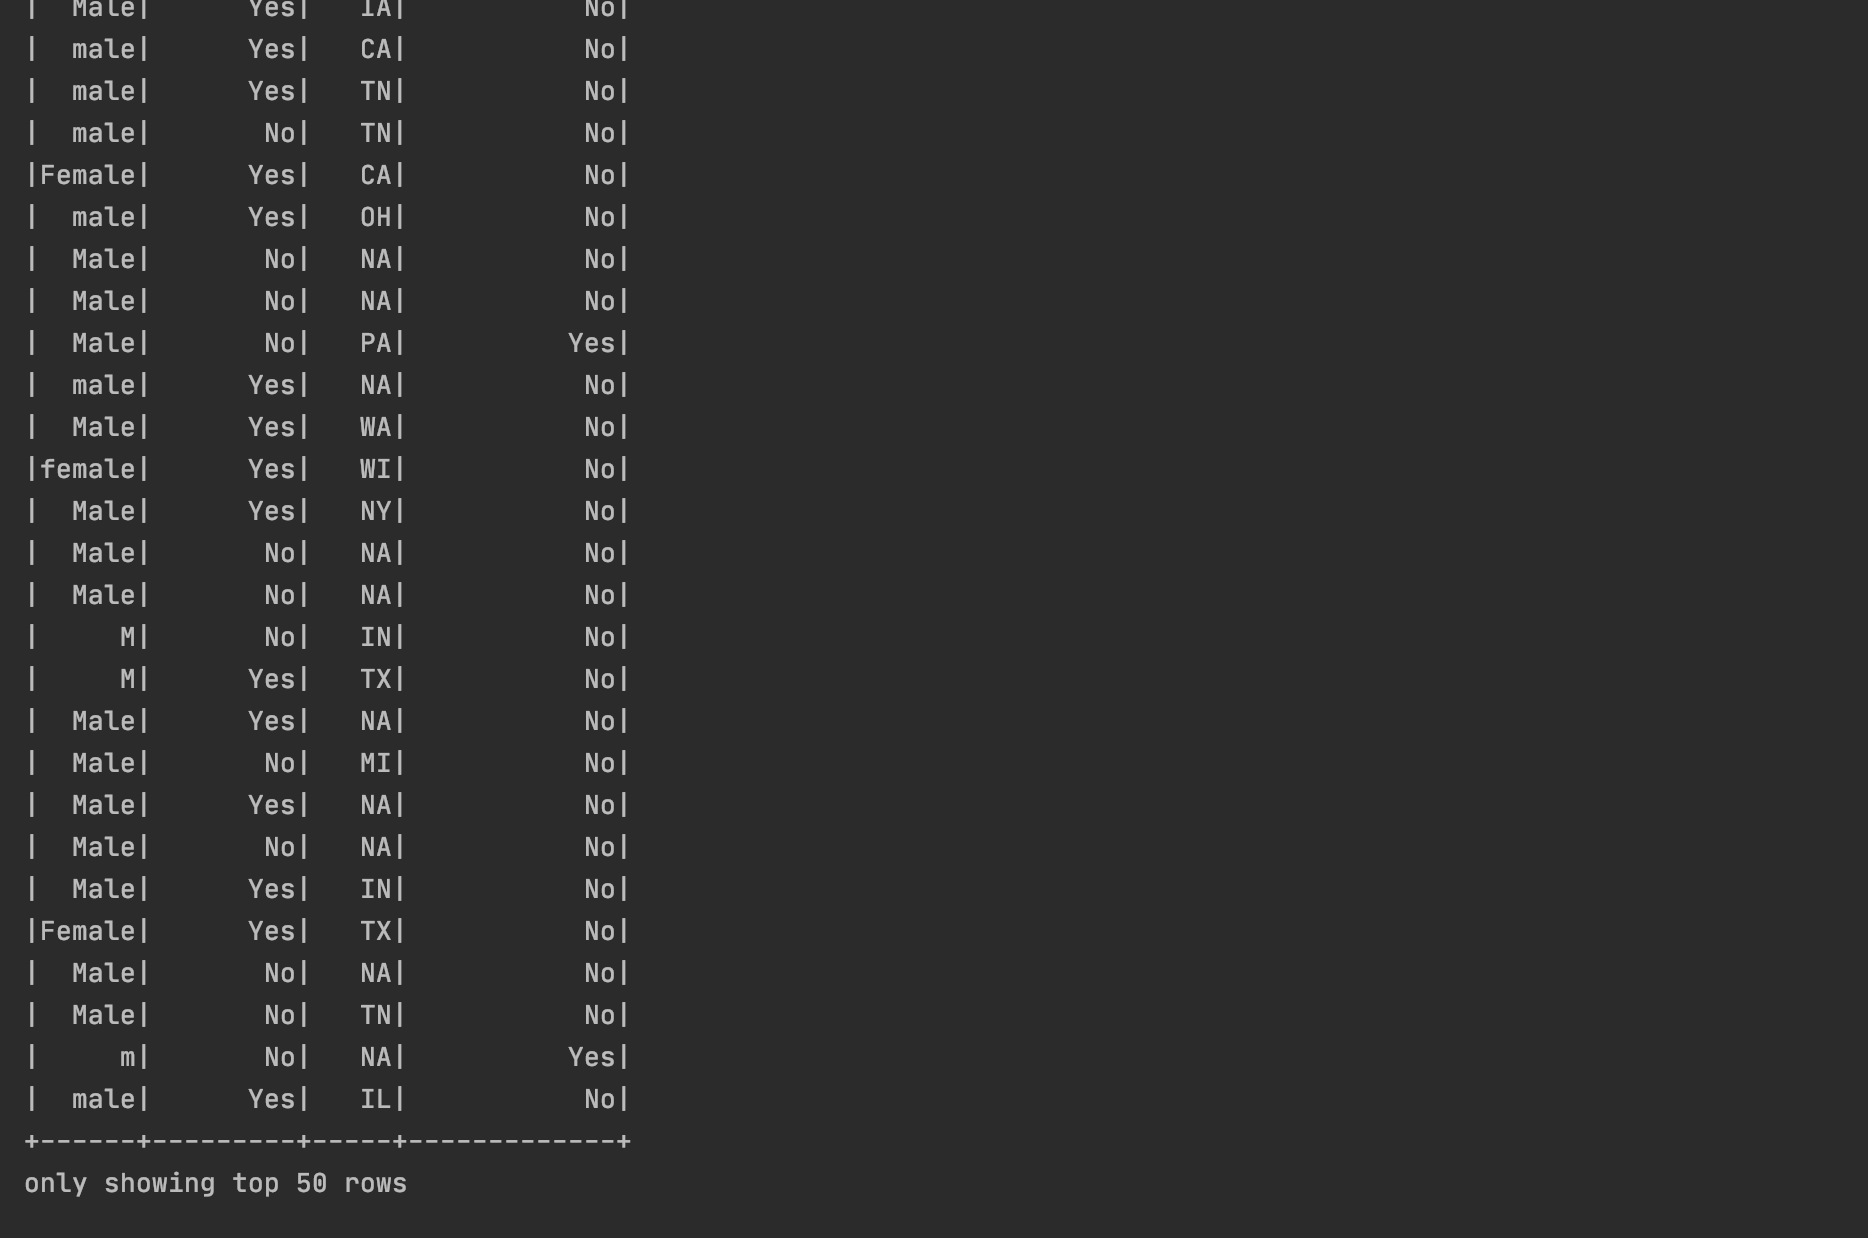 |  Male|      Yes|   IA|           No|
|  male|      Yes|   CA|           No|
|  male|      Yes|   TN|           No|
|  male|       No|   TN|           No|
|Female|      Yes|   CA|           No|
|  male|      Yes|   OH|           No|
|  Male|       No|   NA|           No|
|  Male|       No|   NA|           No|
|  Male|       No|   PA|          Yes|
|  male|      Yes|   NA|           No|
|  Male|      Yes|   WA|           No|
|female|      Yes|   WI|           No|
|  Male|      Yes|   NY|           No|
|  Male|       No|   NA|           No|
|  Male|       No|   NA|           No|
|     M|       No|   IN|           No|
|     M|      Yes|   TX|           No|
|  Male|      Yes|   NA|           No|
|  Male|       No|   MI|           No|
|  Male|      Yes|   NA|           No|
|  Male|       No|   NA|           No|
|  Male|      Yes|   IN|           No|
|Female|      Yes|   TX|           No|
|  Male|       No|   NA|           No|
|  Male|       No|   TN|           No|
|     m|       No|   NA|          Yes|
|  male|      Yes|   IL|           No|
+------+---------+-----+-------------+
only showing top 50 rows